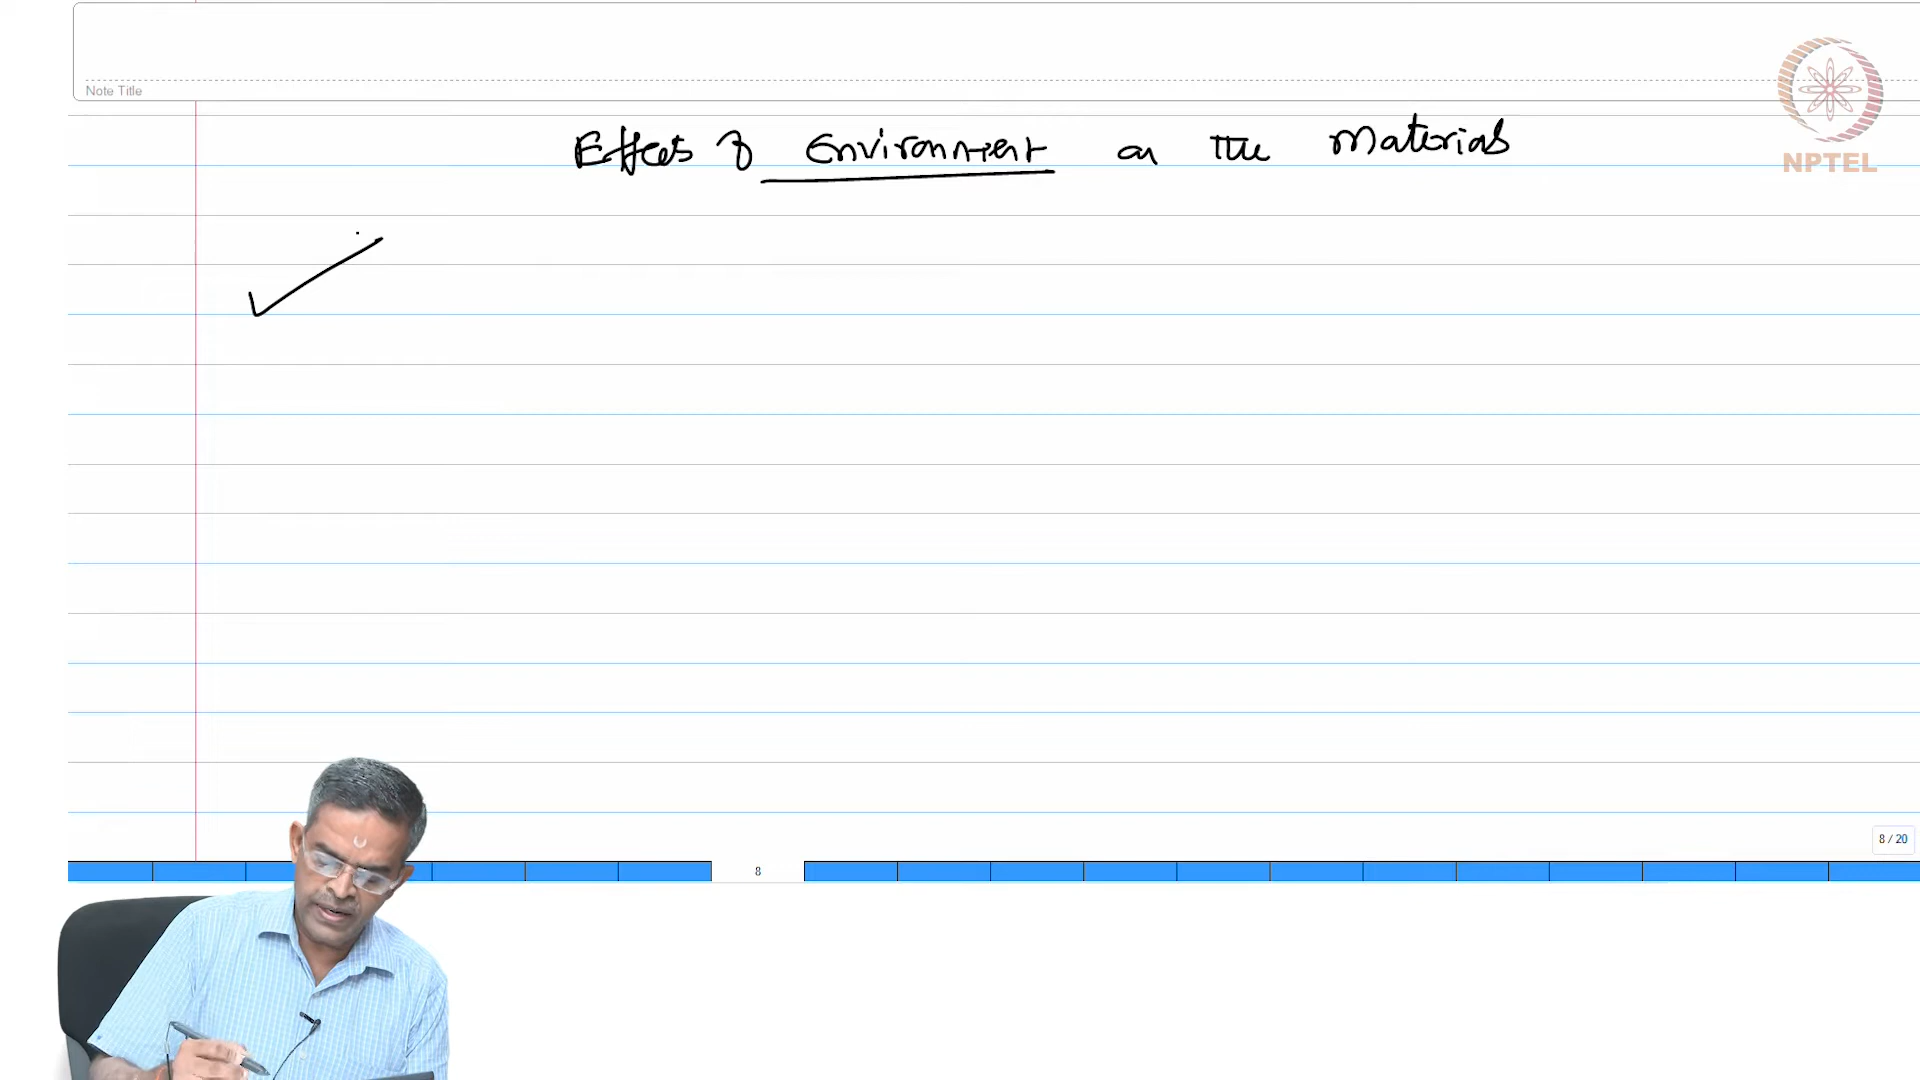 NPTEL
Note Title
Effects of Environment on the Materials
8 / 20
8